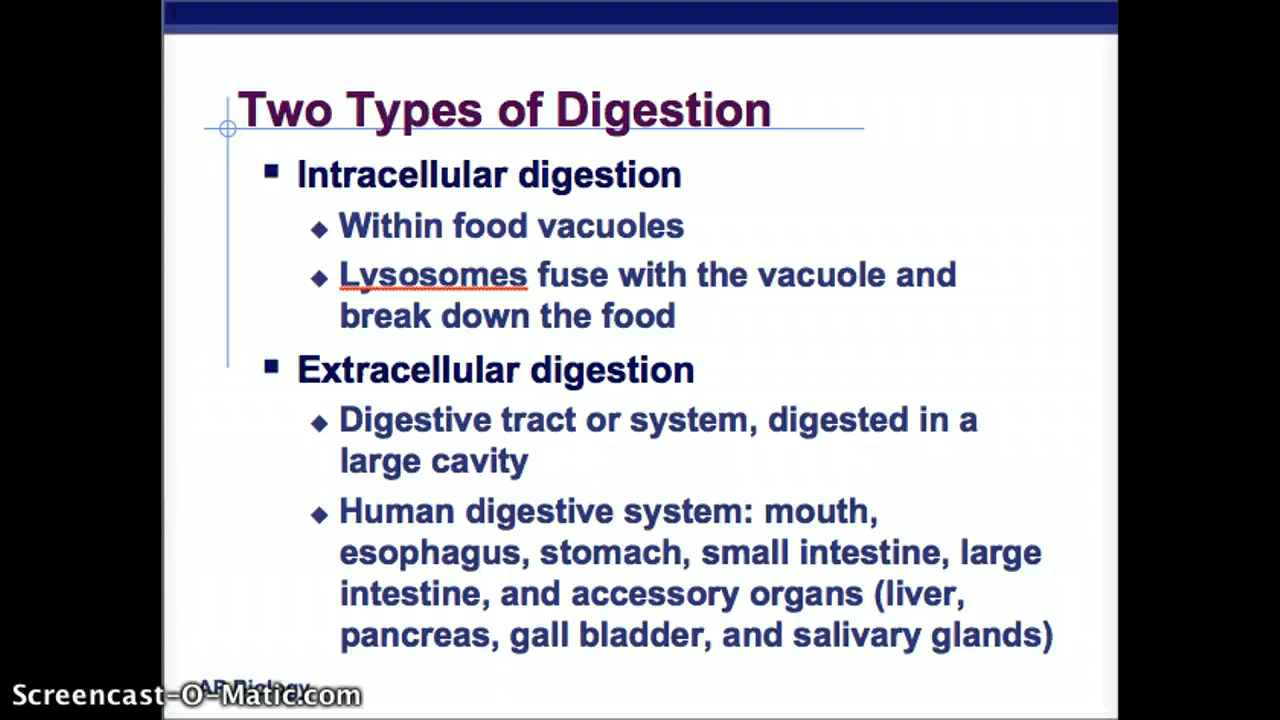 Two Types of Digestion
Intracellular digestion
Within food vacuoles
Lysosomes fuse with the vacuole and
break down the food
Extracellular digestion
Digestive tract or system, digested in a
large cavity
Human digestive system: mouth,
esophagus, stomach, small intestine, large
intestine, and accessory organs (liver,
pancreas, gall bladder, and salivary glands)
AP Biology
Screencast-O-Matic.com